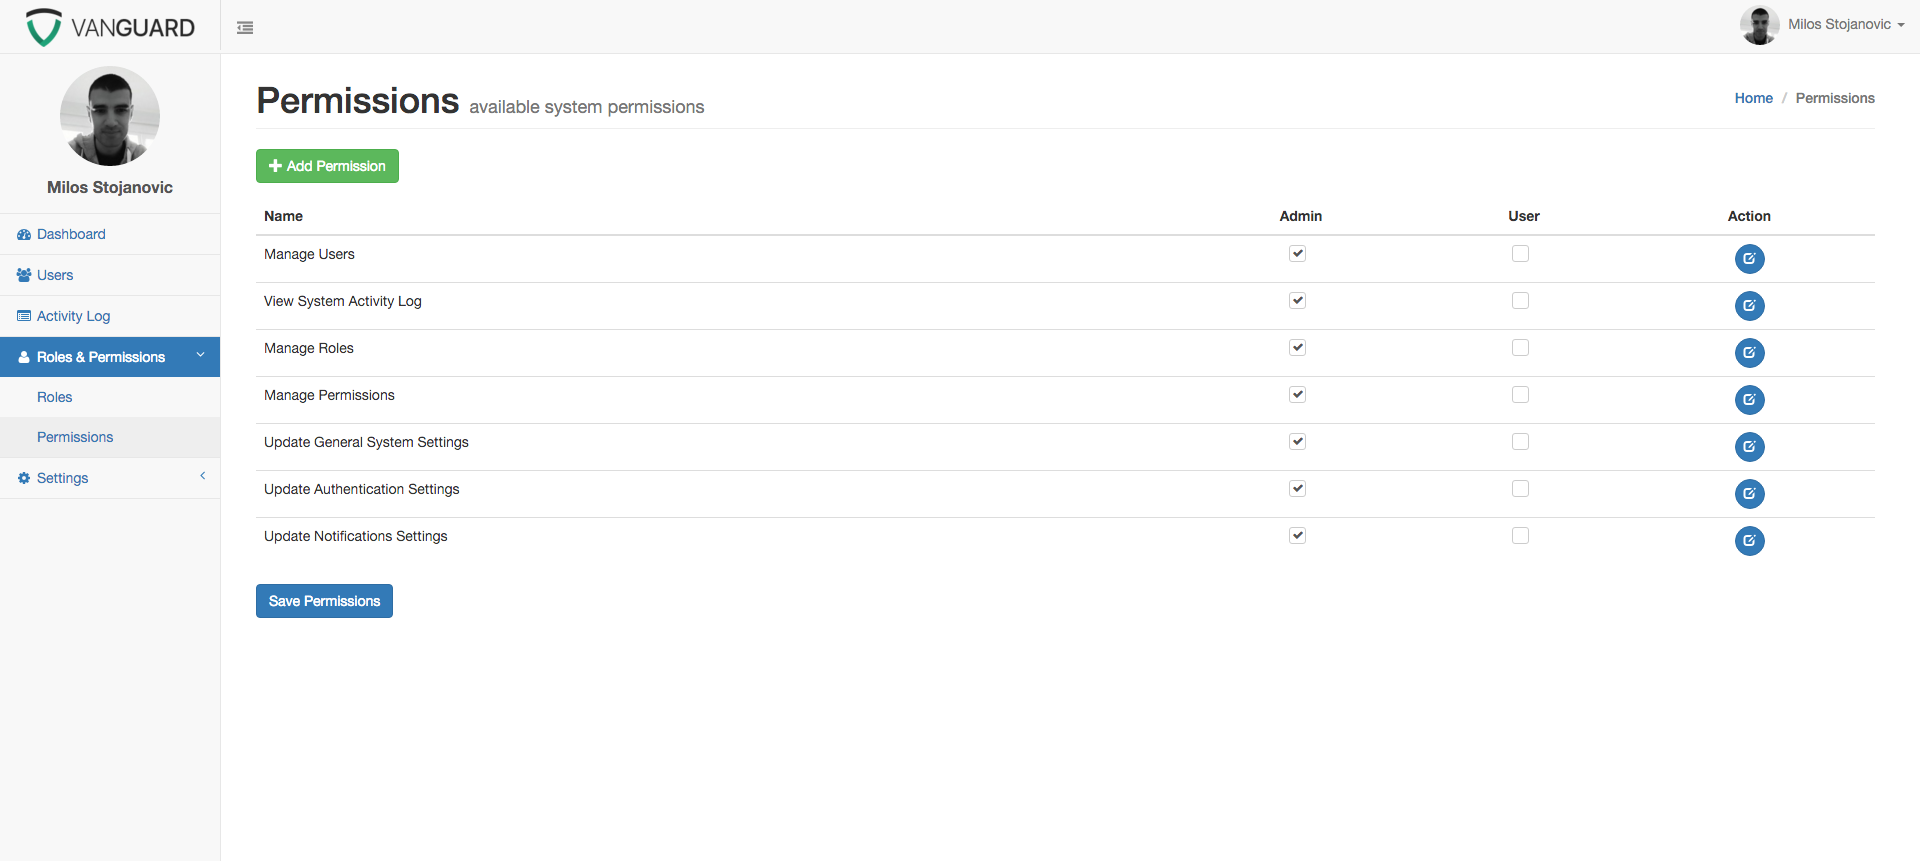 VANGUARD
Milos Stojanovic
Milos Stojanovic
Dashboard
Users
Activity Log
Roles & Permissions
Roles
Permissions
Settings
Permissions available system permissions
Home / Permissions
Add Permission
Name Admin User Action
Manage Users
View System Activity Log
Manage Roles
Manage Permissions
Update General System Settings
Update Authentication Settings
Update Notifications Settings
Save Permissions